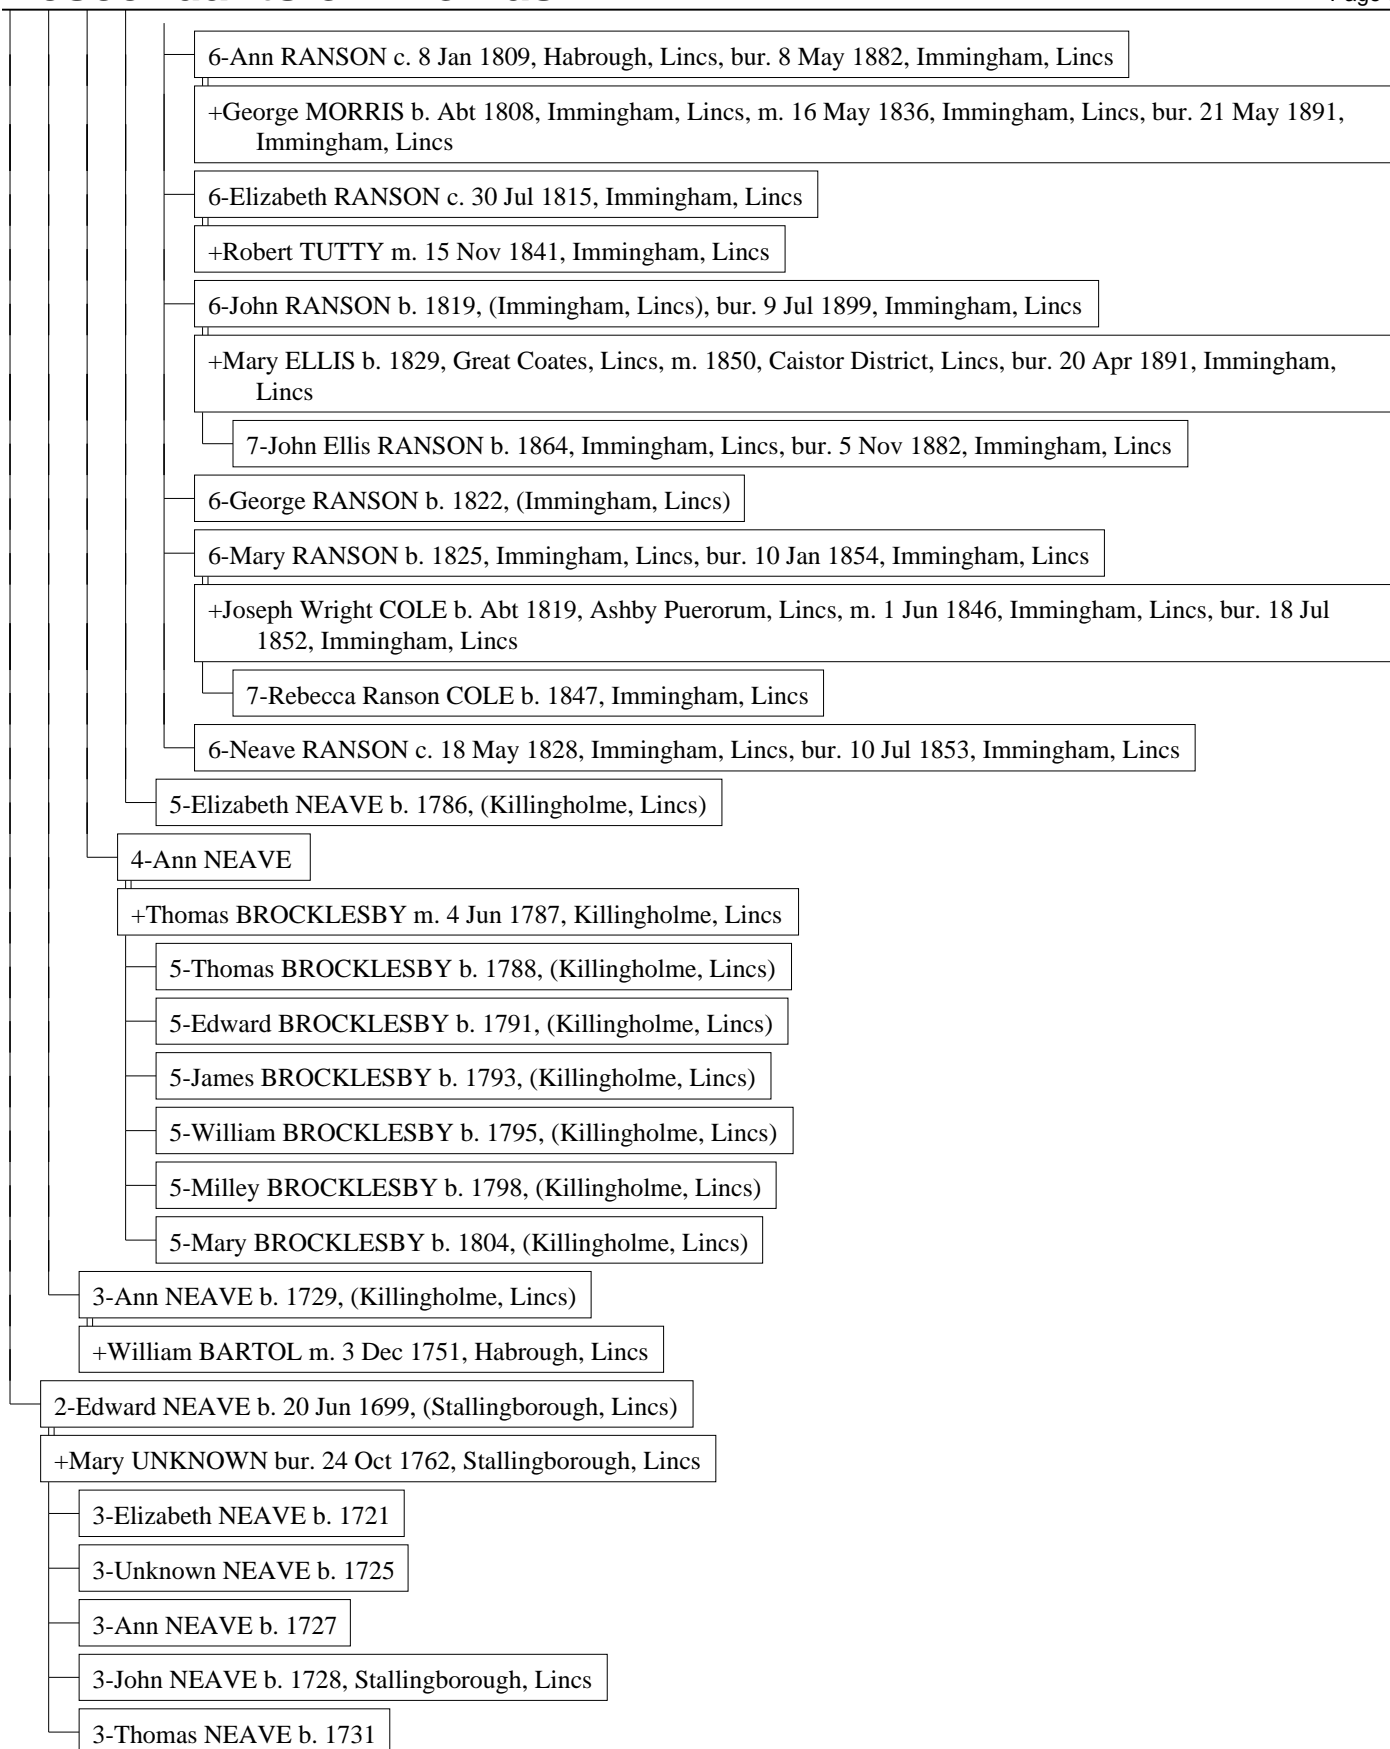 Page
6-Ann RANSON c. 8 Jan 1809, Habrough, Lincs, bur. 8 May 1882, Immingham, Lincs
+George MORRIS b. Abt 1808, Immingham, Lincs, m. 16 May 1836, Immingham, Lincs, bur. 21 May 1891,
Immingham, Lincs
6-Elizabeth RANSON c. 30 Jul 1815, Immingham, Lincs
+Robert TUTTY m. 15 Nov 1841, Immingham, Lincs
6-John RANSON b. 1819, (Immingham, Lincs), bur. 9 Jul 1899, Immingham, Lincs
+Mary ELLIS b. 1829, Great Coates, Lincs, m. 1850, Caistor District, Lincs, bur. 20 Apr 1891, Immingham,
Lincs
7-John Ellis RANSON b. 1864, Immingham, Lincs, bur. 5 Nov 1882, Immingham, Lincs
6-George RANSON b. 1822, (Immingham, Lincs)
6-Mary RANSON b. 1825, Immingham, Lincs, bur. 10 Jan 1854, Immingham, Lincs
+Joseph Wright COLE b. Abt 1819, Ashby Puerorum, Lincs, m. 1 Jun 1846, Immingham, Lincs, bur. 18 Jul
1852, Immingham, Lincs
7-Rebecca Ranson COLE b. 1847, Immingham, Lincs
6-Neave RANSON c. 18 May 1828, Immingham, Lincs, bur. 10 Jul 1853, Immingham, Lincs
5-Elizabeth NEAVE b. 1786, (Killingholme, Lincs)
4-Ann NEAVE
+Thomas BROCKLESBY m. 4 Jun 1787, Killingholme, Lincs
5-Thomas BROCKLESBY b. 1788, (Killingholme, Lincs)
5-Edward BROCKLESBY b. 1791, (Killingholme, Lincs)
5-James BROCKLESBY b. 1793, (Killingholme, Lincs)
5-William BROCKLESBY b. 1795, (Killingholme, Lincs)
5-Milley BROCKLESBY b. 1798, (Killingholme, Lincs)
5-Mary BROCKLESBY b. 1804, (Killingholme, Lincs)
3-Ann NEAVE b. 1729, (Killingholme, Lincs)
+William BARTOL m. 3 Dec 1751, Habrough, Lincs
2-Edward NEAVE b. 20 Jun 1699, (Stallingborough, Lincs)
+Mary UNKNOWN bur. 24 Oct 1762, Stallingborough, Lincs
3-Elizabeth NEAVE b. 1721
3-Unknown NEAVE b. 1725
3-Ann NEAVE b. 1727
3-John NEAVE b. 1728, Stallingborough, Lincs
3-Thomas NEAVE b. 1731